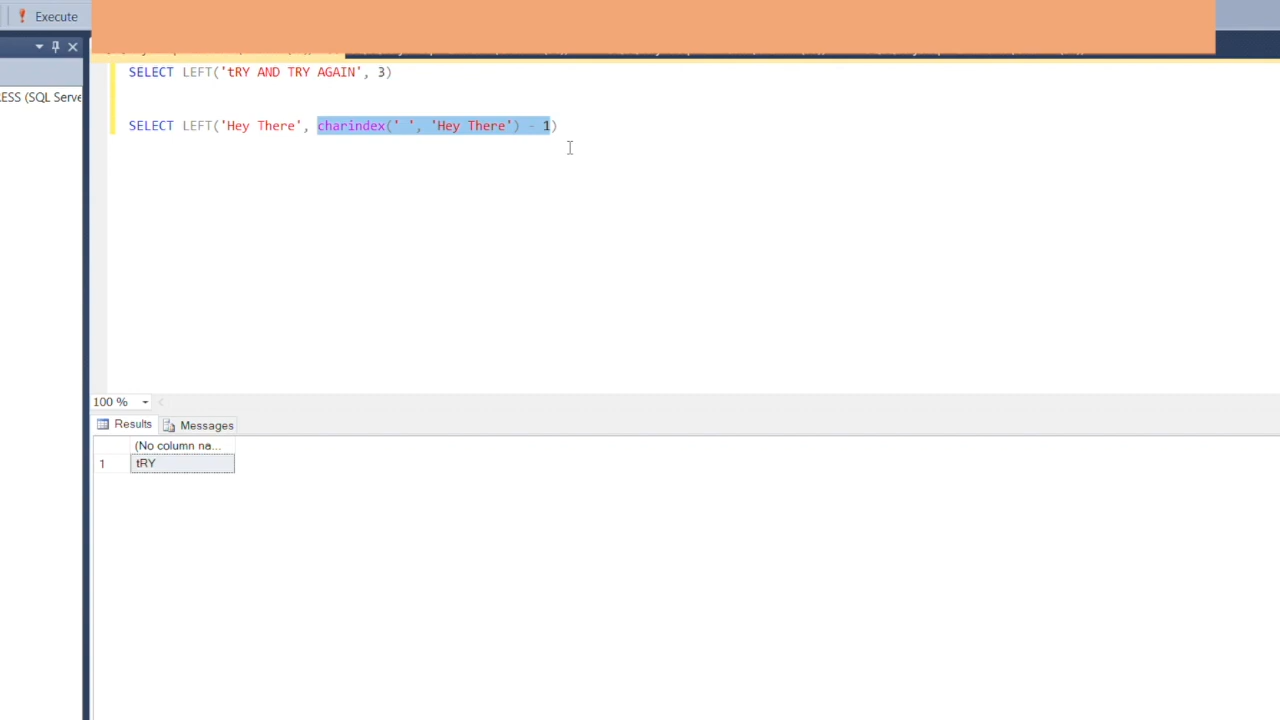 Execute
ESS (SQL Serve
SELECT LEFT('tRY AND TRY AGAIN', 3)
SELECT LEFT('Hey There', charindex(' ', 'Hey There') - 1)
100 %
Results
Messages
(No column na...
1
tRY